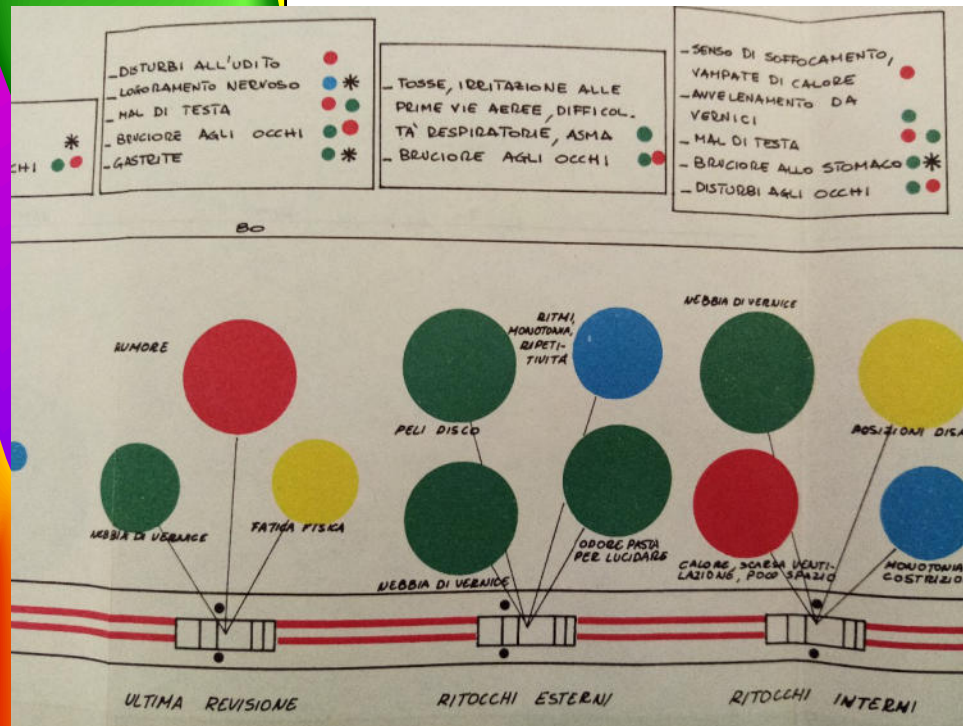 CHI
- DISTURBI ALL'UDITO
- LOGORAMENTO NERVOSO
- MAL DI TESTA
- BRUCIORE AGLI OCCHI
- GASTRITE
- TOSSE, IRRITAZIONE ALLE
PRIME VIE AEREE, DIFFICOL-
TÀ RESPIRATORIE, ASMA
- BRUCIORE AGLI OCCHI
- SENSO DI SOFFOCAMENTO,
VAMPATE DI CALORE
- AVVELENAMENTO DA
VERNICI
- MAL DI TESTA
- BRUCIORE ALLO STOMACO
- DISTURBI AGLI OCCHI
80
RUMORE
NEBBIA DI VERNICE
FATICA FISICA
PELI DISCO
RITMI,
MONOTONIA,
RIPETI-
TIVITÀ
NEBBIA DI VERNICE
ODORE PASTA
PER LUCIDARE
NEBBIA DI VERNICE
POSIZIONI DISA
CALORE, SCARSA VENTI-
LAZIONE, POCO SPAZIO
MONOTONIA
COSTRIZIO
ULTIMA REVISIONE
RITOCCHI ESTERNI
RITOCCHI INTERNI